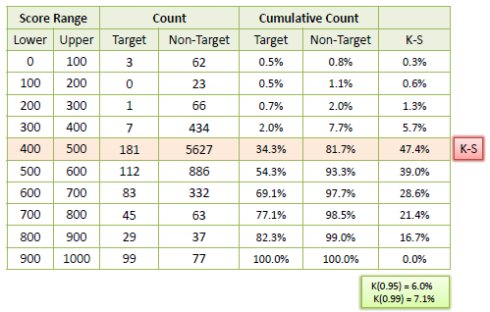 Score Range Count Cumulative Count
Lower Upper Target Non-Target Target Non-Target K-S
0 100 3 62 0.5% 0.8% 0.3%
100 200 0 23 0.5% 1.1% 0.6%
200 300 1 66 0.7% 2.0% 1.3%
300 400 7 434 2.0% 7.7% 5.7%
400 500 181 5627 34.3% 81.7% 47.4% K-S
500 600 112 886 54.3% 93.3% 39.0%
600 700 83 332 69.1% 97.7% 28.6%
700 800 45 63 77.1% 98.5% 21.4%
800 900 29 37 82.3% 99.0% 16.7%
900 1000 99 77 100.0% 100.0% 0.0%
K(0.95) = 6.0%
K(0.99) = 7.1%